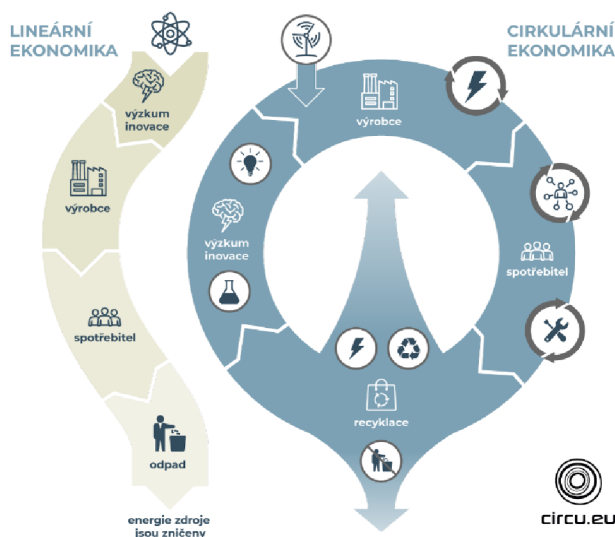 LINEÁRNÍ
EKONOMIKA
výzkum
inovace
výrobce
spotřebitel
odpad
energie zdroje
jsou zničeny
CIRKULÁRNÍ
EKONOMIKA
výrobce
spotřebitel
recyklace
výzkum
inovace
circu.eu